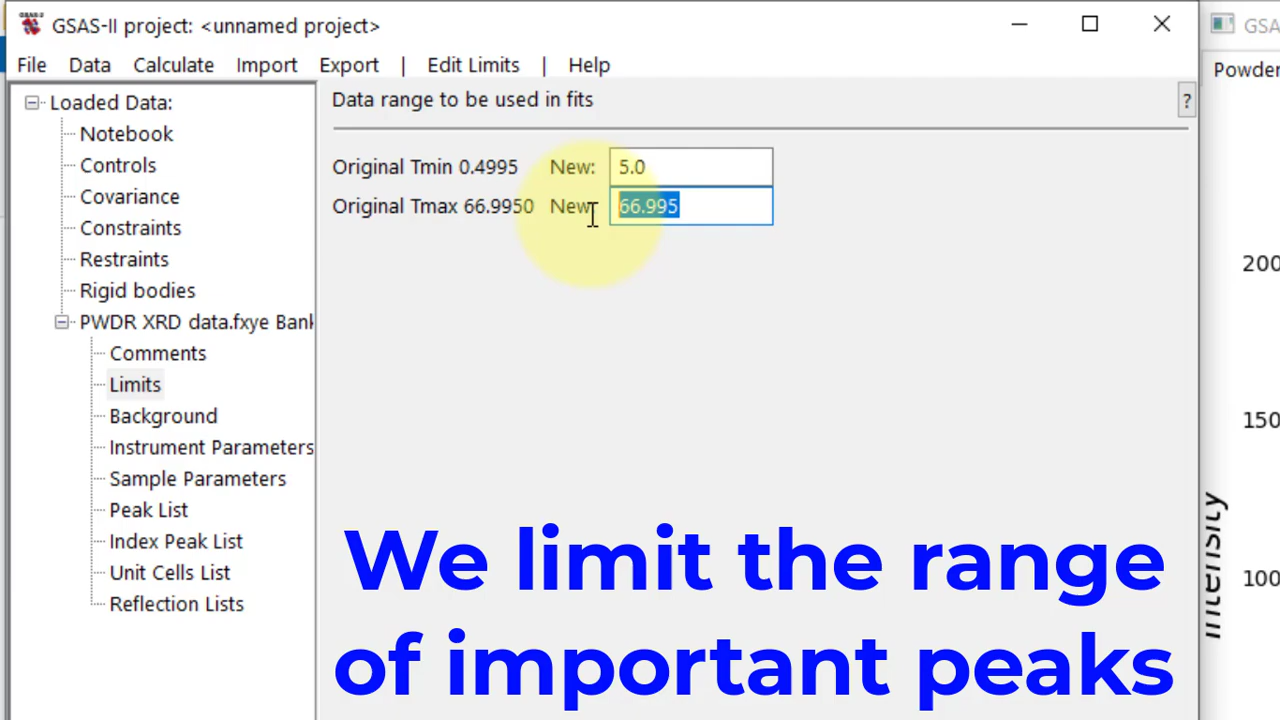 GSAS-II project: <unnamed project>
File Data Calculate Import Export | Edit Limits | Help
Loaded Data:
Notebook
Controls
Covariance
Constraints
Restraints
Rigid bodies
PWDR XRD data.fxye Bank
Comments
Limits
Background
Instrument Parameters
Sample Parameters
Peak List
Index Peak List
Unit Cells List
Reflection Lists
Data range to be used in fits
?
Original Tmin 0.4995 New: 5.0
Original Tmax 66.9950 New: 66.995
We limit the range
of important peaks
GSA
Powder
200
150
100
Intensity